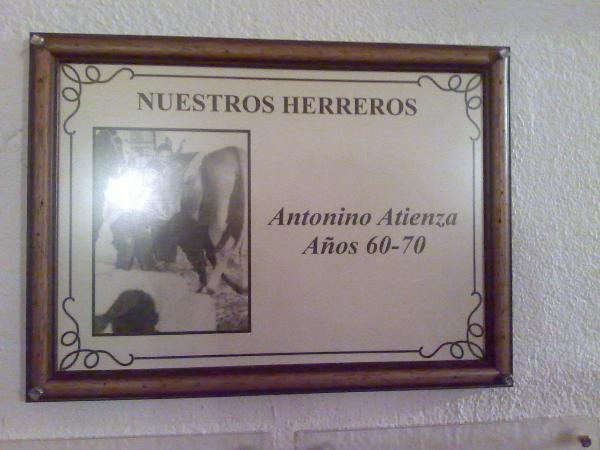 NUESTROS HERREROS
Antonino Atienza
Años 60-70